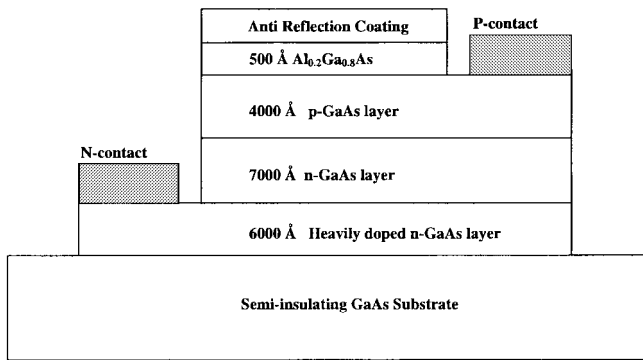 Anti Reflection Coating
P-contact
500 Å Al0.2Ga0.8As
4000 Å p-GaAs layer
N-contact
7000 Å n-GaAs layer
6000 Å Heavily doped n-GaAs layer
Semi-insulating GaAs Substrate